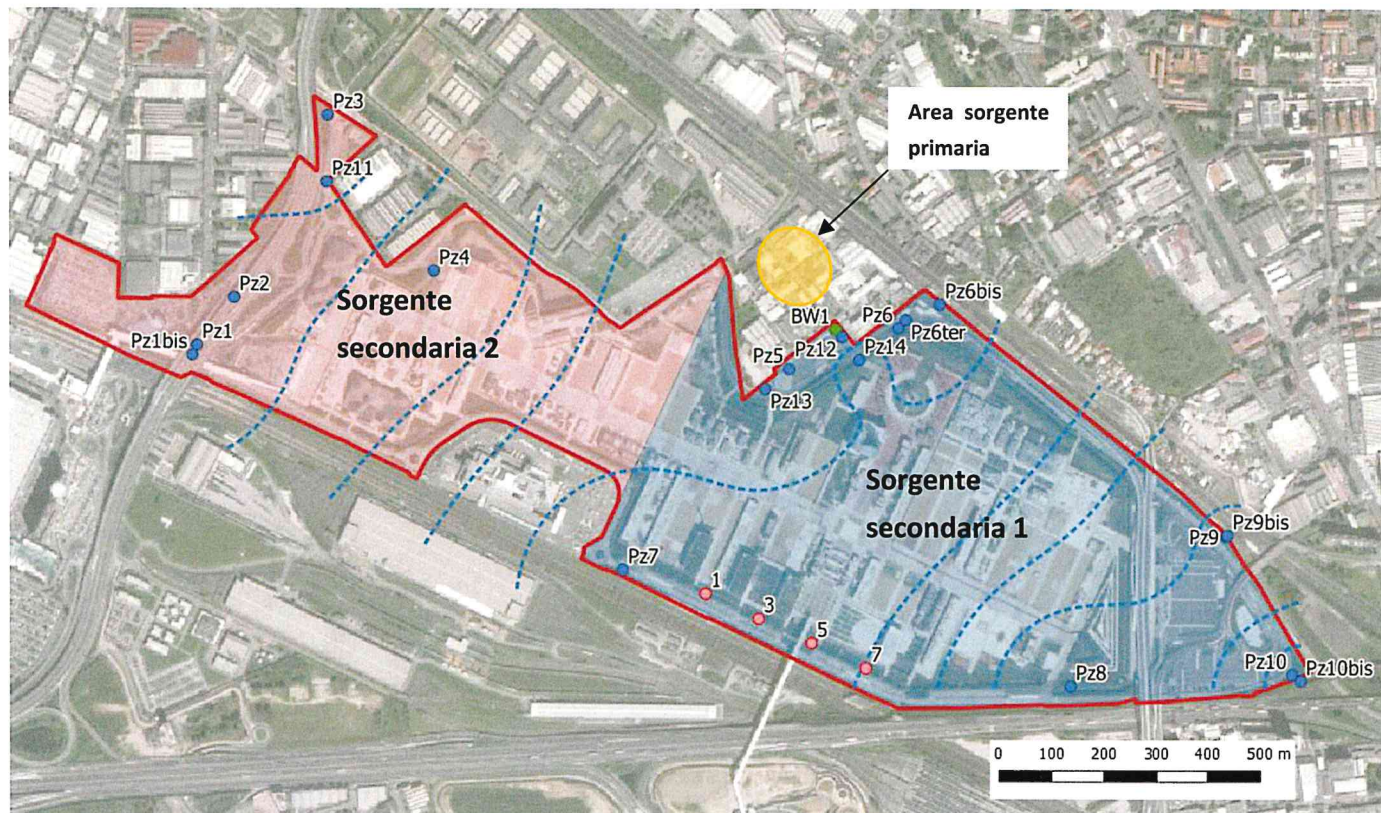 Pz3
Area sorgente
primaria
Pz11
Pz4
Pz2
Sorgente
secondaria 2
Pz1
Pz1bis
BW1
Pz6
Pz6bis
Pz6ter
Pz12
Pz5
Pz14
Pz13
Sorgente
secondaria 1
Pz9bis
Pz9
Pz7
1
3
5
7
Pz8
Pz10
Pz10bis
0 100 200 300 400 500 m